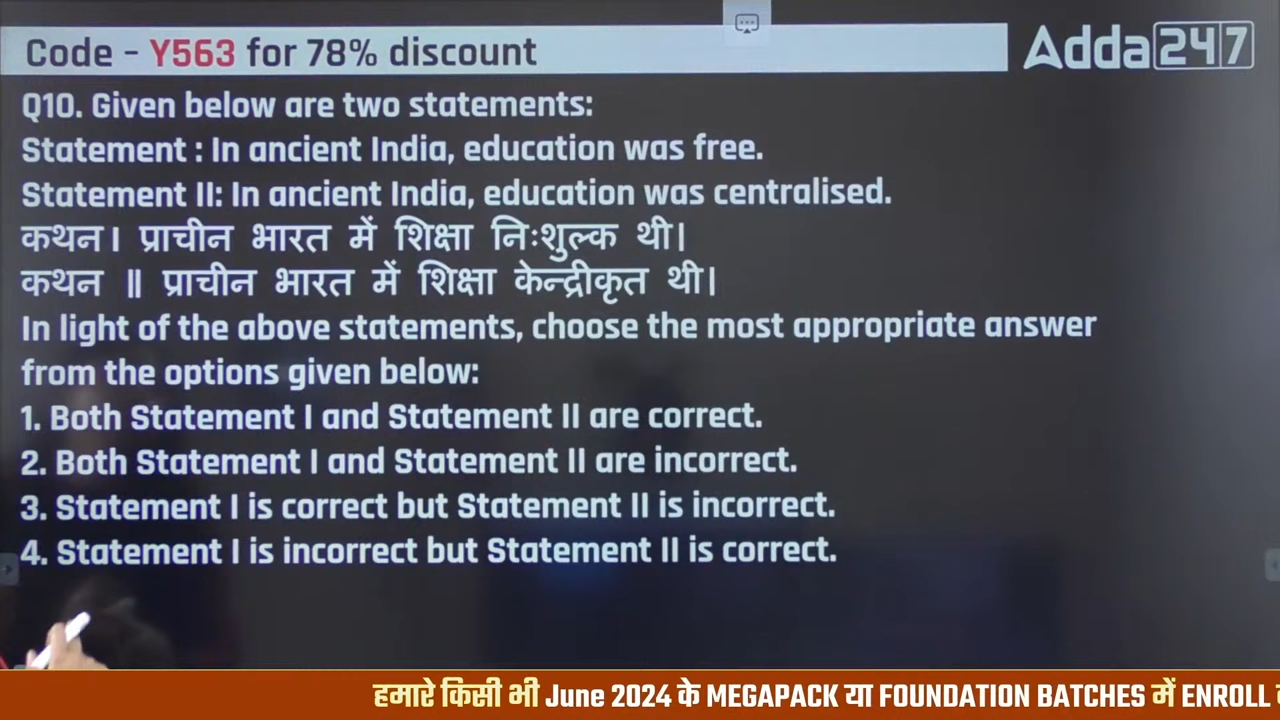 Code - Y563 for 78% discount
Adda247
Q10. Given below are two statements:
Statement : In ancient India, education was free.
Statement II: In ancient India, education was centralised.
कथन। प्राचीन भारत में शिक्षा निःशुल्क थी।
कथन ॥ प्राचीन भारत में शिक्षा केन्द्रीकृत थी।
In light of the above statements, choose the most appropriate answer
from the options given below:
1. Both Statement I and Statement II are correct.
2. Both Statement I and Statement II are incorrect.
3. Statement I is correct but Statement II is incorrect.
4. Statement I is incorrect but Statement II is correct.
हमारे किसी भी June 2024 के MEGAPACK या FOUNDATION BATCHES में ENROLL